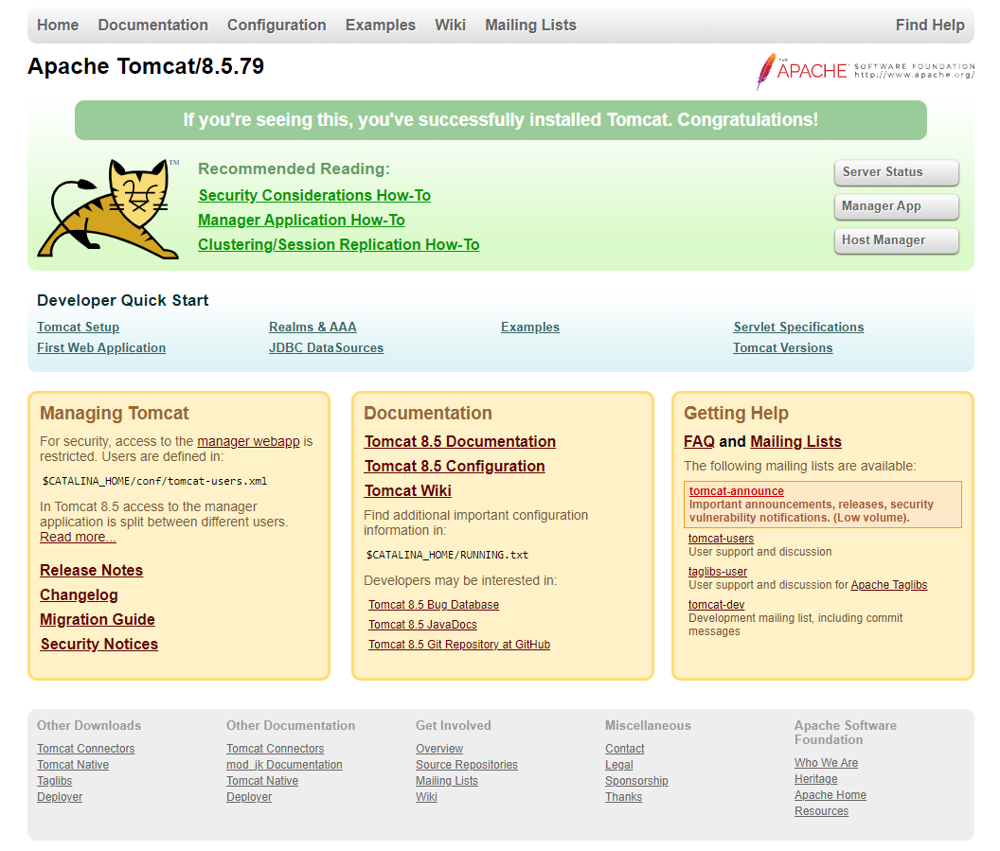 Home Documentation Configuration Examples Wiki Mailing Lists Find Help
Apache Tomcat/8.5.79
THE
APACHE® SOFTWARE FOUNDATION
http://www.apache.org/
If you're seeing this, you've successfully installed Tomcat. Congratulations!
TM
Recommended Reading:
Security Considerations How-To
Manager Application How-To
Clustering/Session Replication How-To
Server Status
Manager App
Host Manager
Developer Quick Start
Tomcat Setup
First Web Application
Realms & AAA
JDBC DataSources
Examples
Servlet Specifications
Tomcat Versions
Managing Tomcat
For security, access to the manager webapp is
restricted. Users are defined in:
$CATALINA_HOME/conf/tomcat-users.xml
In Tomcat 8.5 access to the manager
application is split between different users.
Read more...
Release Notes
Changelog
Migration Guide
Security Notices
Documentation
Tomcat 8.5 Documentation
Tomcat 8.5 Configuration
Tomcat Wiki
Find additional important configuration
information in:
$CATALINA_HOME/RUNNING.txt
Developers may be interested in:
Tomcat 8.5 Bug Database
Tomcat 8.5 JavaDocs
Tomcat 8.5 Git Repository at GitHub
Getting Help
FAQ and Mailing Lists
The following mailing lists are available:
tomcat-announce
Important announcements, releases, security
vulnerability notifications. (Low volume).
tomcat-users
User support and discussion
taglibs-user
User support and discussion for Apache Taglibs
tomcat-dev
Development mailing list, including commit
messages
Other Downloads
Tomcat Connectors
Tomcat Native
Taglibs
Deployer
Other Documentation
Tomcat Connectors
mod_jk Documentation
Tomcat Native
Deployer
Get Involved
Overview
Source Repositories
Mailing Lists
Wiki
Miscellaneous
Contact
Legal
Sponsorship
Thanks
Apache Software
Foundation
Who We Are
Heritage
Apache Home
Resources